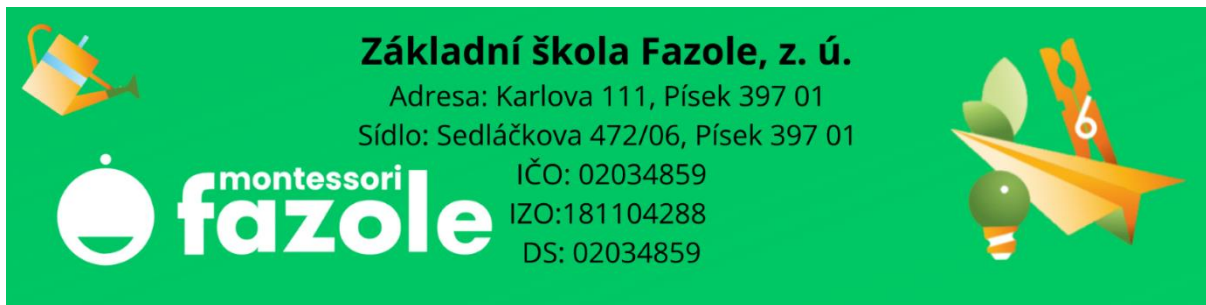 Základní škola Fazole, z. ú.
Adresa: Karlova 111, Písek 397 01
Sídlo: Sedláčkova 472/06, Písek 397 01
IČO: 02034859
IZO:181104288
DS: 02034859
montessori
fazole
6